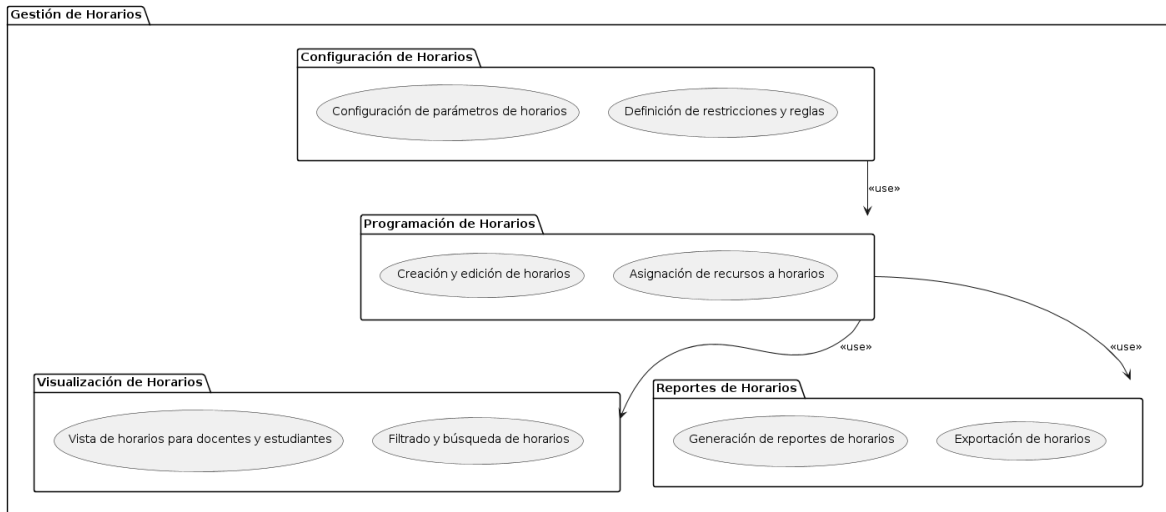 Gestión de Horarios
Configuración de Horarios
Configuración de parámetros de horarios
Definición de restricciones y reglas
«use»
Programación de Horarios
Creación y edición de horarios
Asignación de recursos a horarios
«use»
«use»
Visualización de Horarios
Vista de horarios para docentes y estudiantes
Filtrado y búsqueda de horarios
Reportes de Horarios
Generación de reportes de horarios
Exportación de horarios